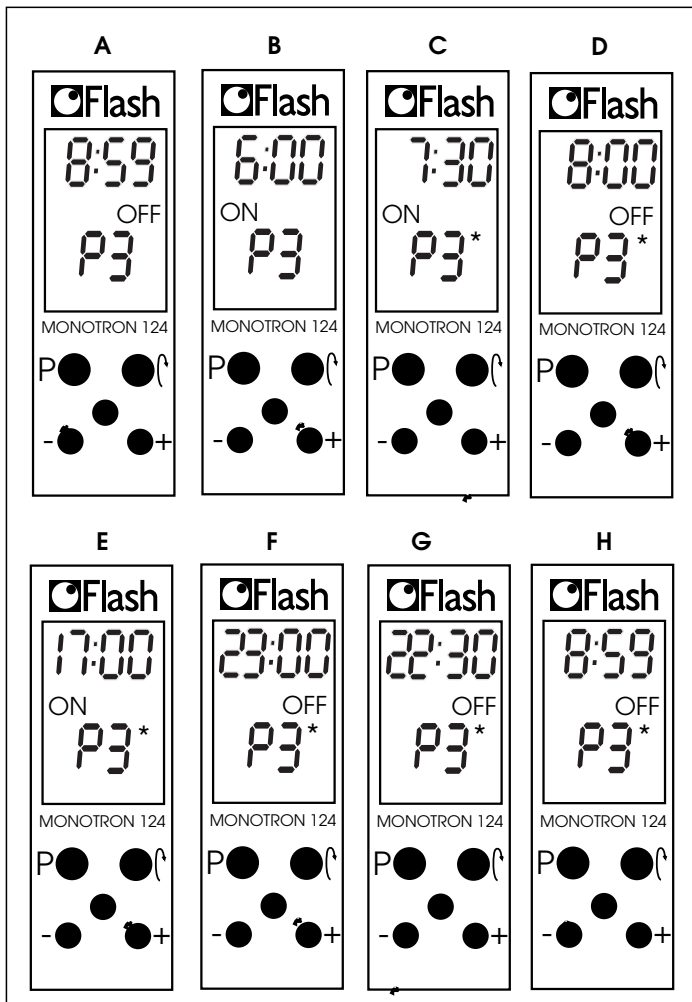 A B C D
Flash Flash Flash Flash
8:59 6:00 7:30 8:00
OFF ON ON OFF
P3 P3 P3* P3*
MONOTRON 124 MONOTRON 124 MONOTRON 124 MONOTRON 124
P P P P
- + - + - + - +
E F G H
Flash Flash Flash Flash
17:00 23:00 22:30 8:59
ON OFF OFF OFF
P3* P3* P3* P3*
MONOTRON 124 MONOTRON 124 MONOTRON 124 MONOTRON 124
P P P P
- + - + - + - +